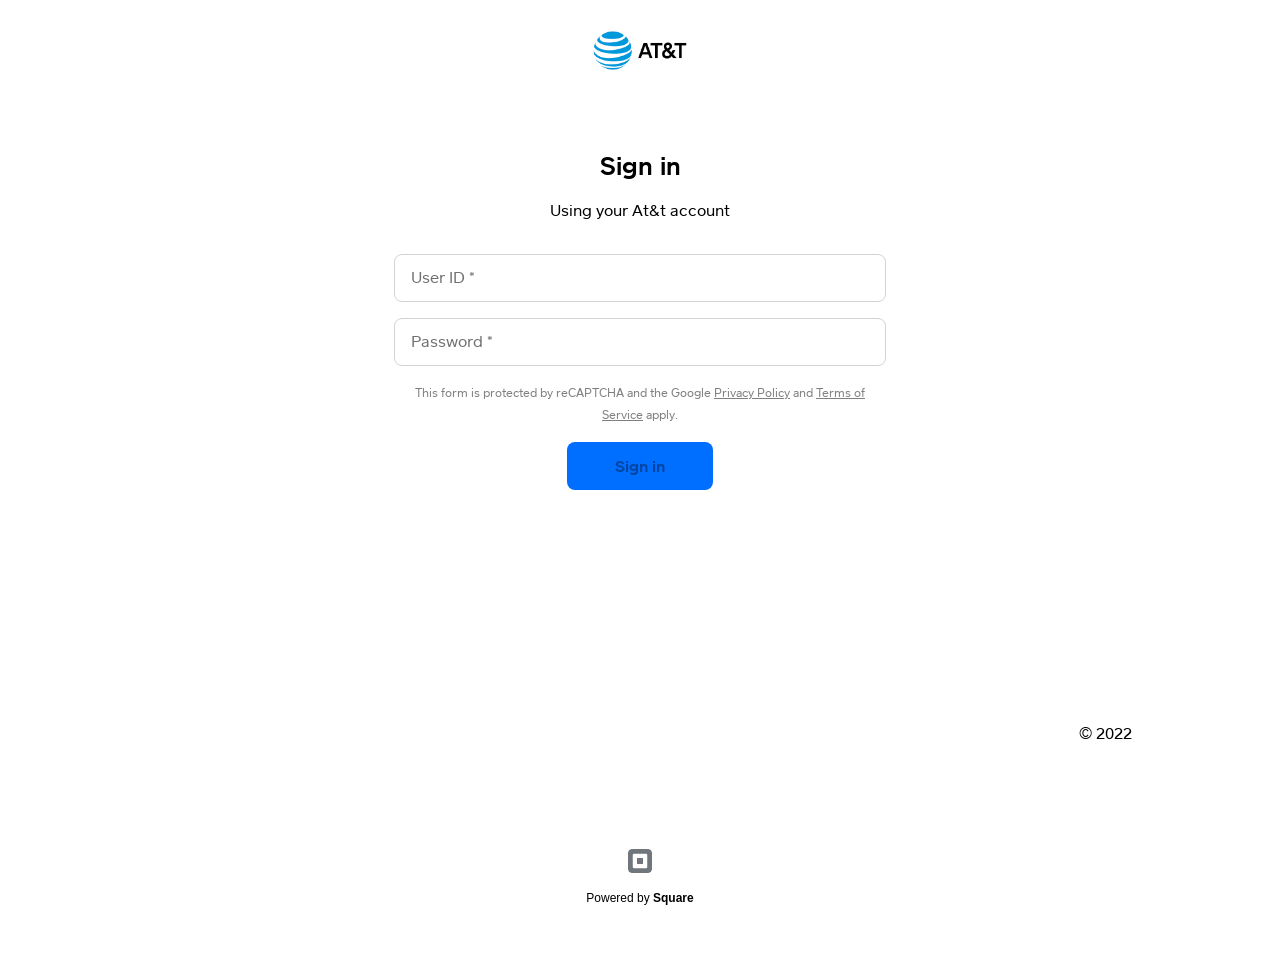 AT&T
Sign in
Using your At&t account
User ID *
Password *
This form is protected by reCAPTCHA and the Google Privacy Policy and Terms of
Service apply.
Sign in
© 2022
Powered by Square